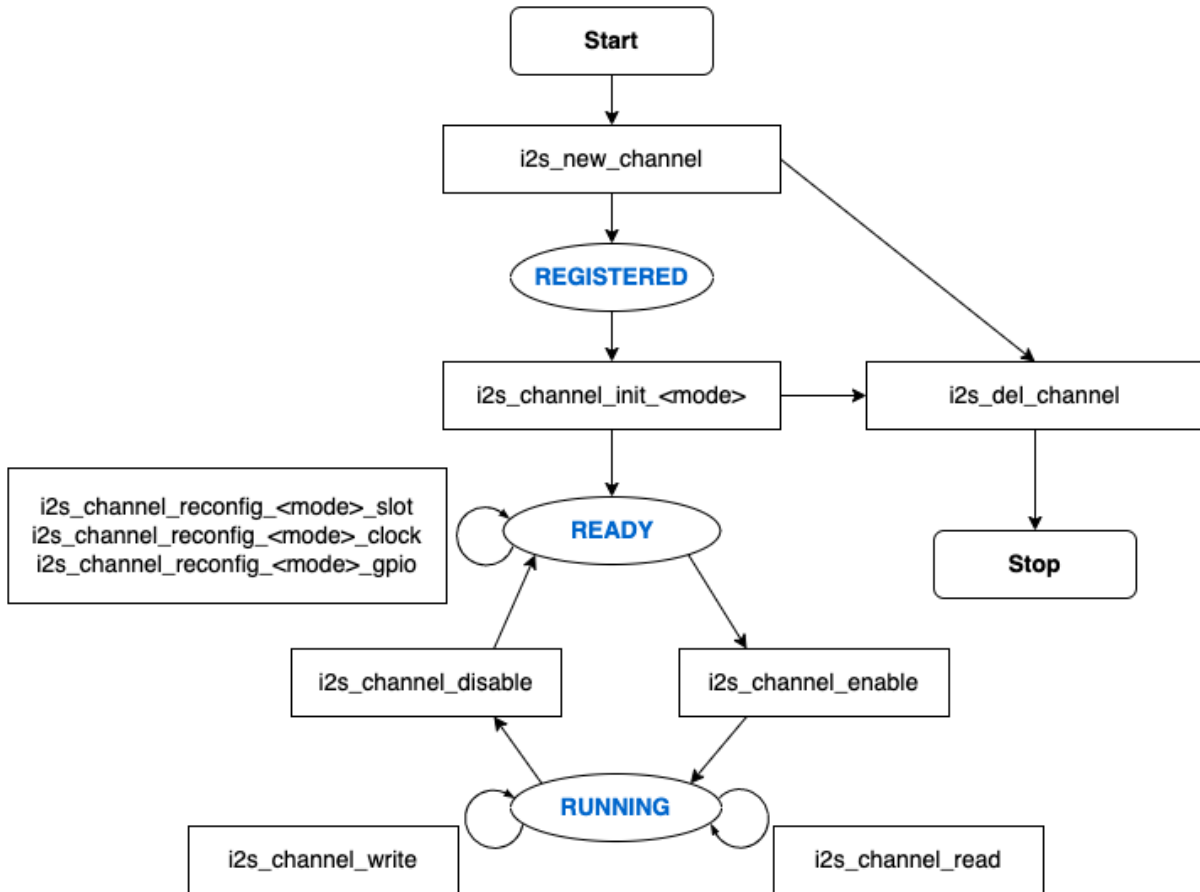 Start
i2s_new_channel
REGISTERED
i2s_channel_init_<mode>
i2s_del_channel
i2s_channel_reconfig_<mode>_slot
i2s_channel_reconfig_<mode>_clock
i2s_channel_reconfig_<mode>_gpio
READY
Stop
i2s_channel_disable
i2s_channel_enable
RUNNING
i2s_channel_write
i2s_channel_read